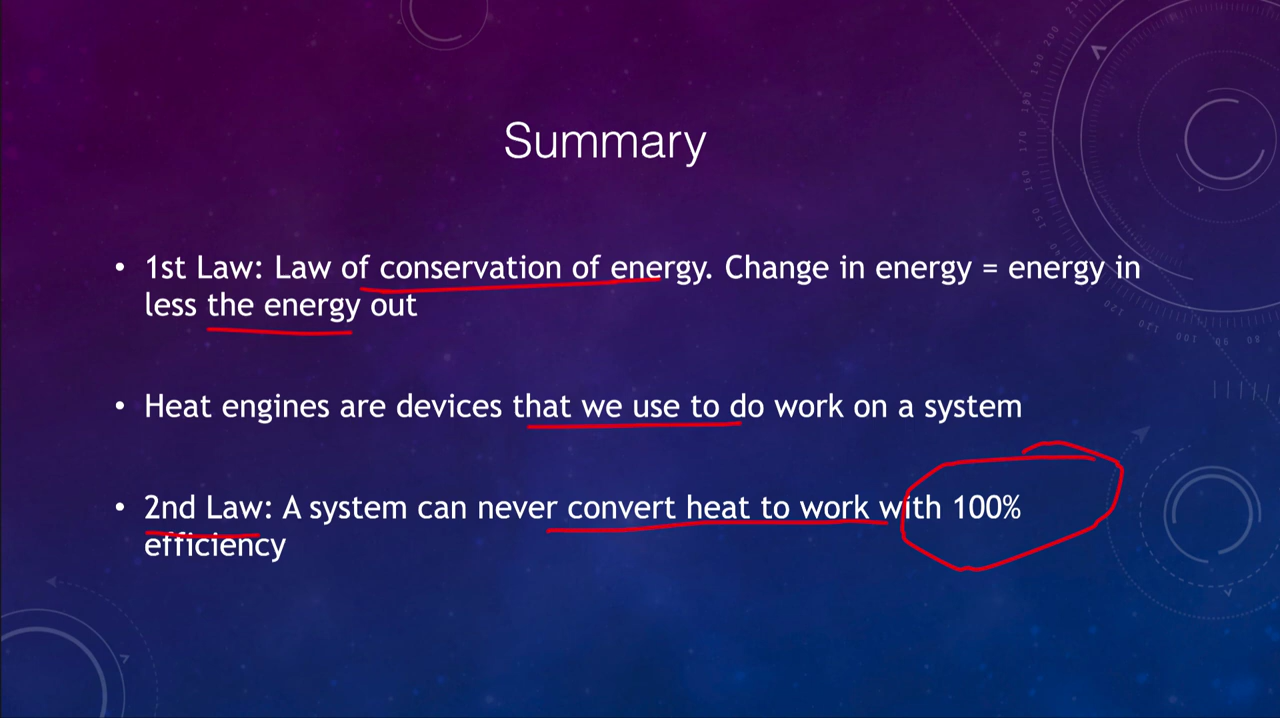 Summary
• 1st Law: Law of conservation of energy. Change in energy = energy in
less the energy out
• Heat engines are devices that we use to do work on a system
• 2nd Law: A system can never convert heat to work with 100%
efficiency